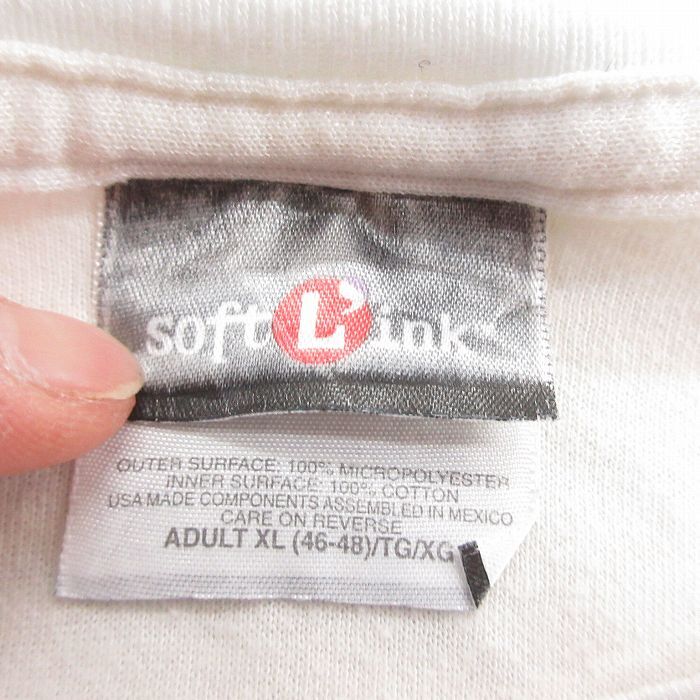 soft L'ink™
OUTER SURFACE: 100% MICROPOLYESTER
INNER SURFACE: 100% COTTON
USA MADE COMPONENTS ASSEMBLED IN MEXICO
CARE ON REVERSE
ADULT XL (46-48)/TG/XG